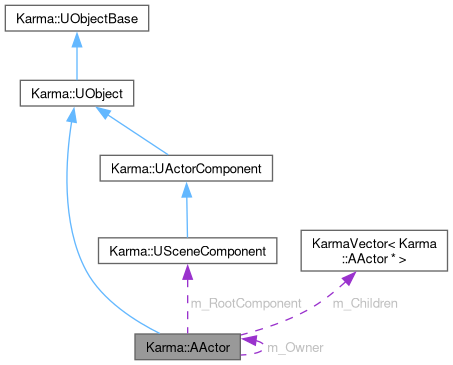 Karma::UObjectBase
Karma::UObject
Karma::UActorComponent
Karma::USceneComponent
KarmaVector< Karma
::AActor * >
m_RootComponent
m_Children
Karma::AActor
m_Owner